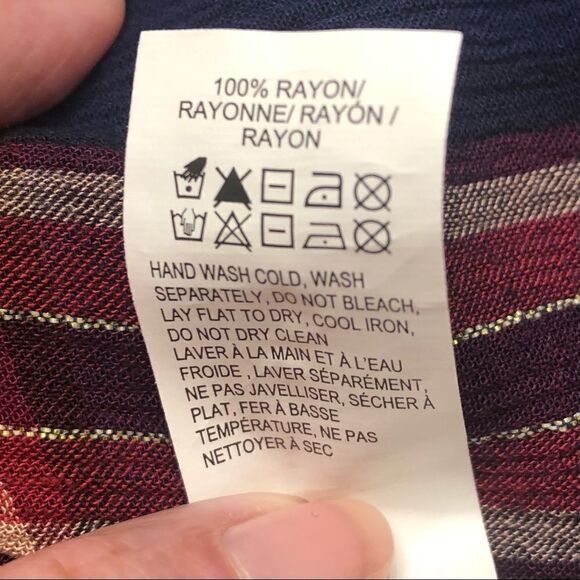 100% RAYON/
RAYONNE/ RAYÓN /
RAYON
HAND WASH COLD, WASH
SEPARATELY, DO NOT BLEACH,
LAY FLAT TO DRY, COOL IRON,
DO NOT DRY CLEAN
LAVER À LA MAIN ET À L'EAU
FROIDE , LAVER SÉPARÉMENT,
NE PAS JAVELLISER, SÉCHER À
PLAT, FER À BASSE
TEMPÉRATURE, NE PAS
NETTOYER À SEC